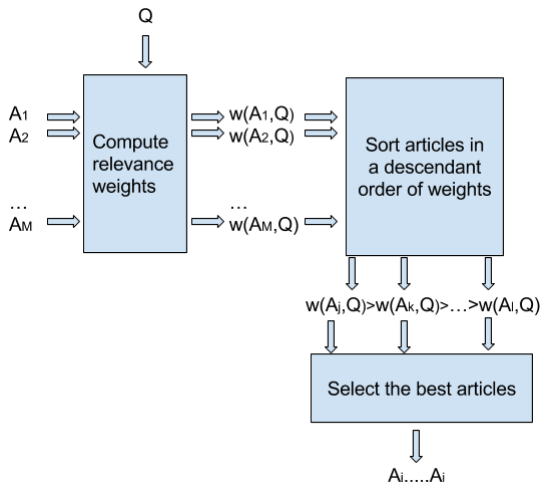 Q
A1
A2
...
AM
Compute
relevance
weights
w(A1,Q)
w(A2,Q)
...
w(AM,Q)
Sort articles in
a descendant
order of weights
w(Aj,Q)>w(Ak,Q)>...>w(Al,Q)
Select the best articles
Aj.....Ai